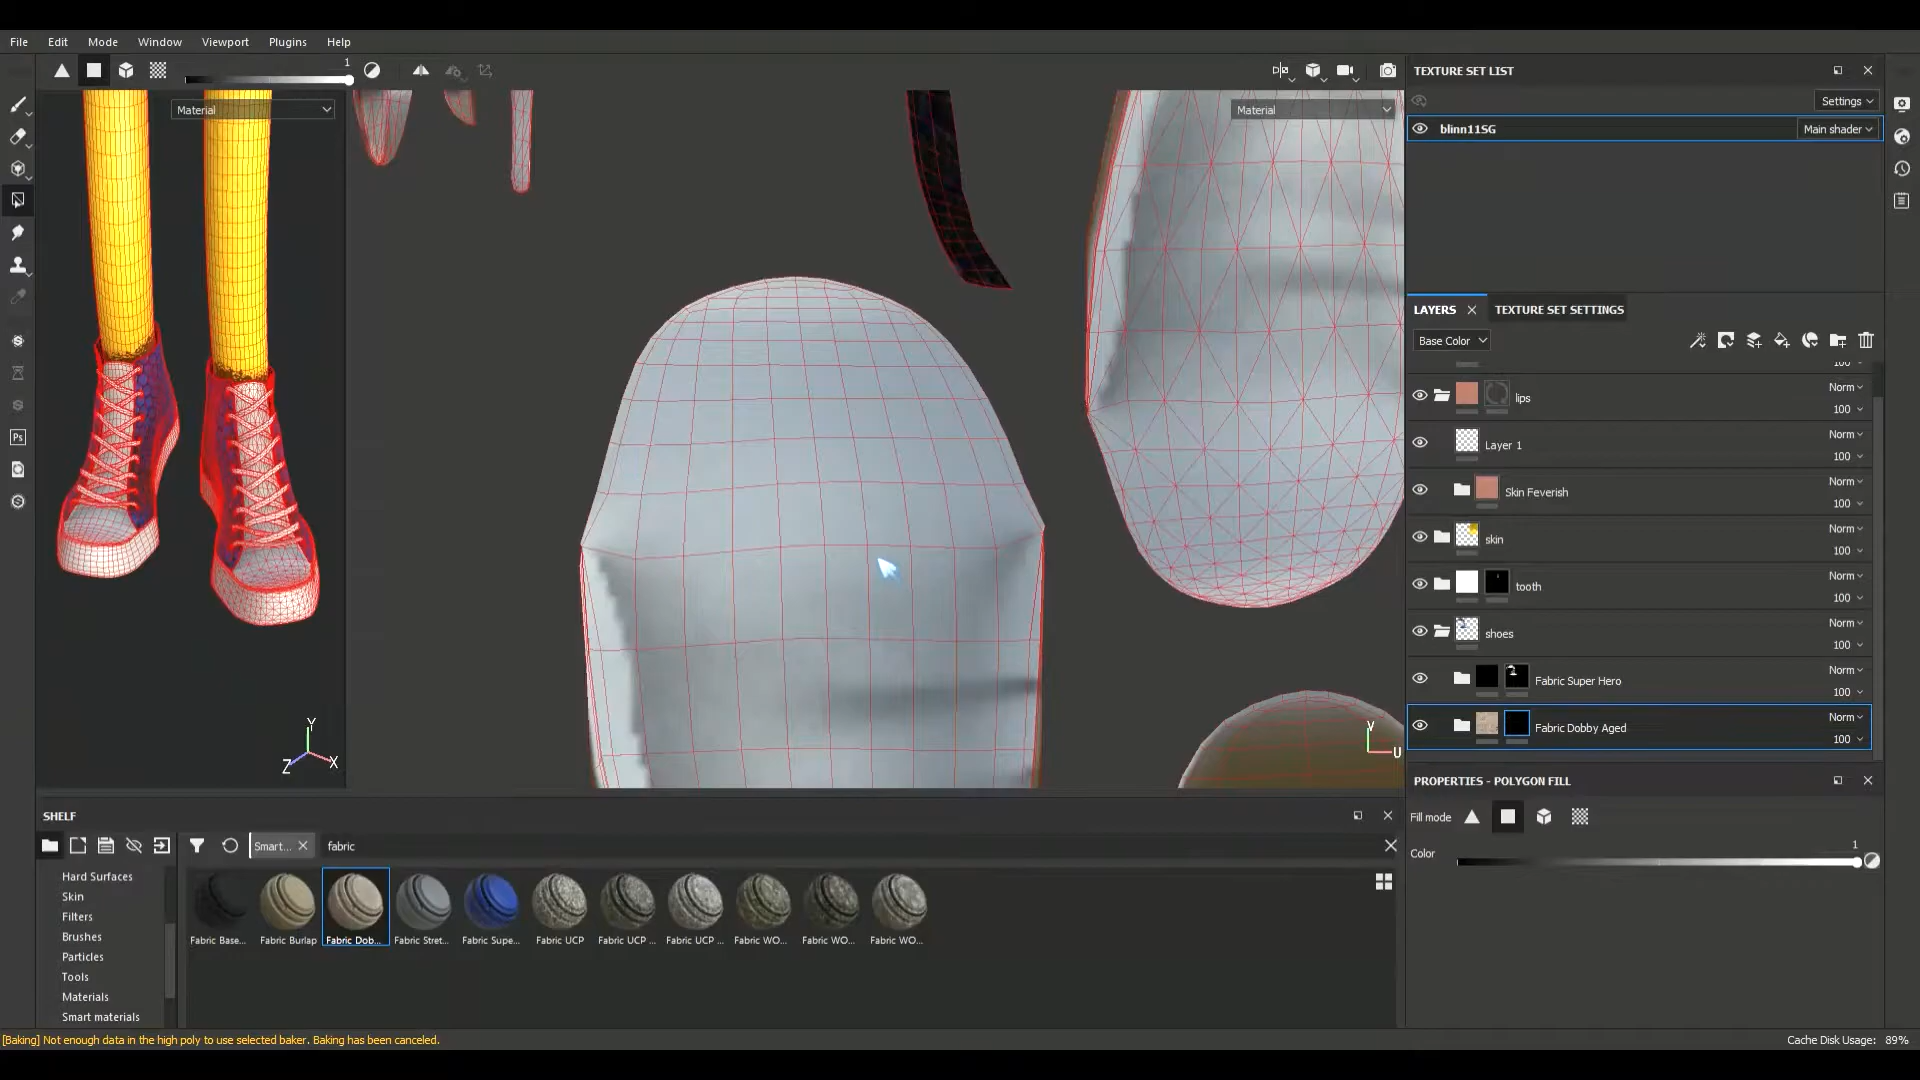 File Edit Mode Window Viewport Plugins Help
1
Material
Material
TEXTURE SET LIST
Settings
blinn11SG Main shader
LAYERS TEXTURE SET SETTINGS
Base Color
100
lips Norm
100
Layer 1 Norm
100
Skin Feverish Norm
100
skin Norm
100
tooth Norm
100
shoes Norm
100
Fabric Super Hero Norm
100
Fabric Dobby Aged Norm
100
Y
Z X
V
U
Ps
PROPERTIES - POLYGON FILL
Fill mode
Color 1
SHELF
Smart... fabric
Hard Surfaces
Skin
Filters
Brushes
Particles
Tools
Materials
Smart materials
Fabric Base... Fabric Burlap Fabric Dob... Fabric Stret... Fabric Supe... Fabric UCP Fabric UCP ... Fabric UCP ... Fabric WO... Fabric WO... Fabric WO...
[Baking] Not enough data in the high poly to use selected baker. Baking has been canceled.
Cache Disk Usage: 89%